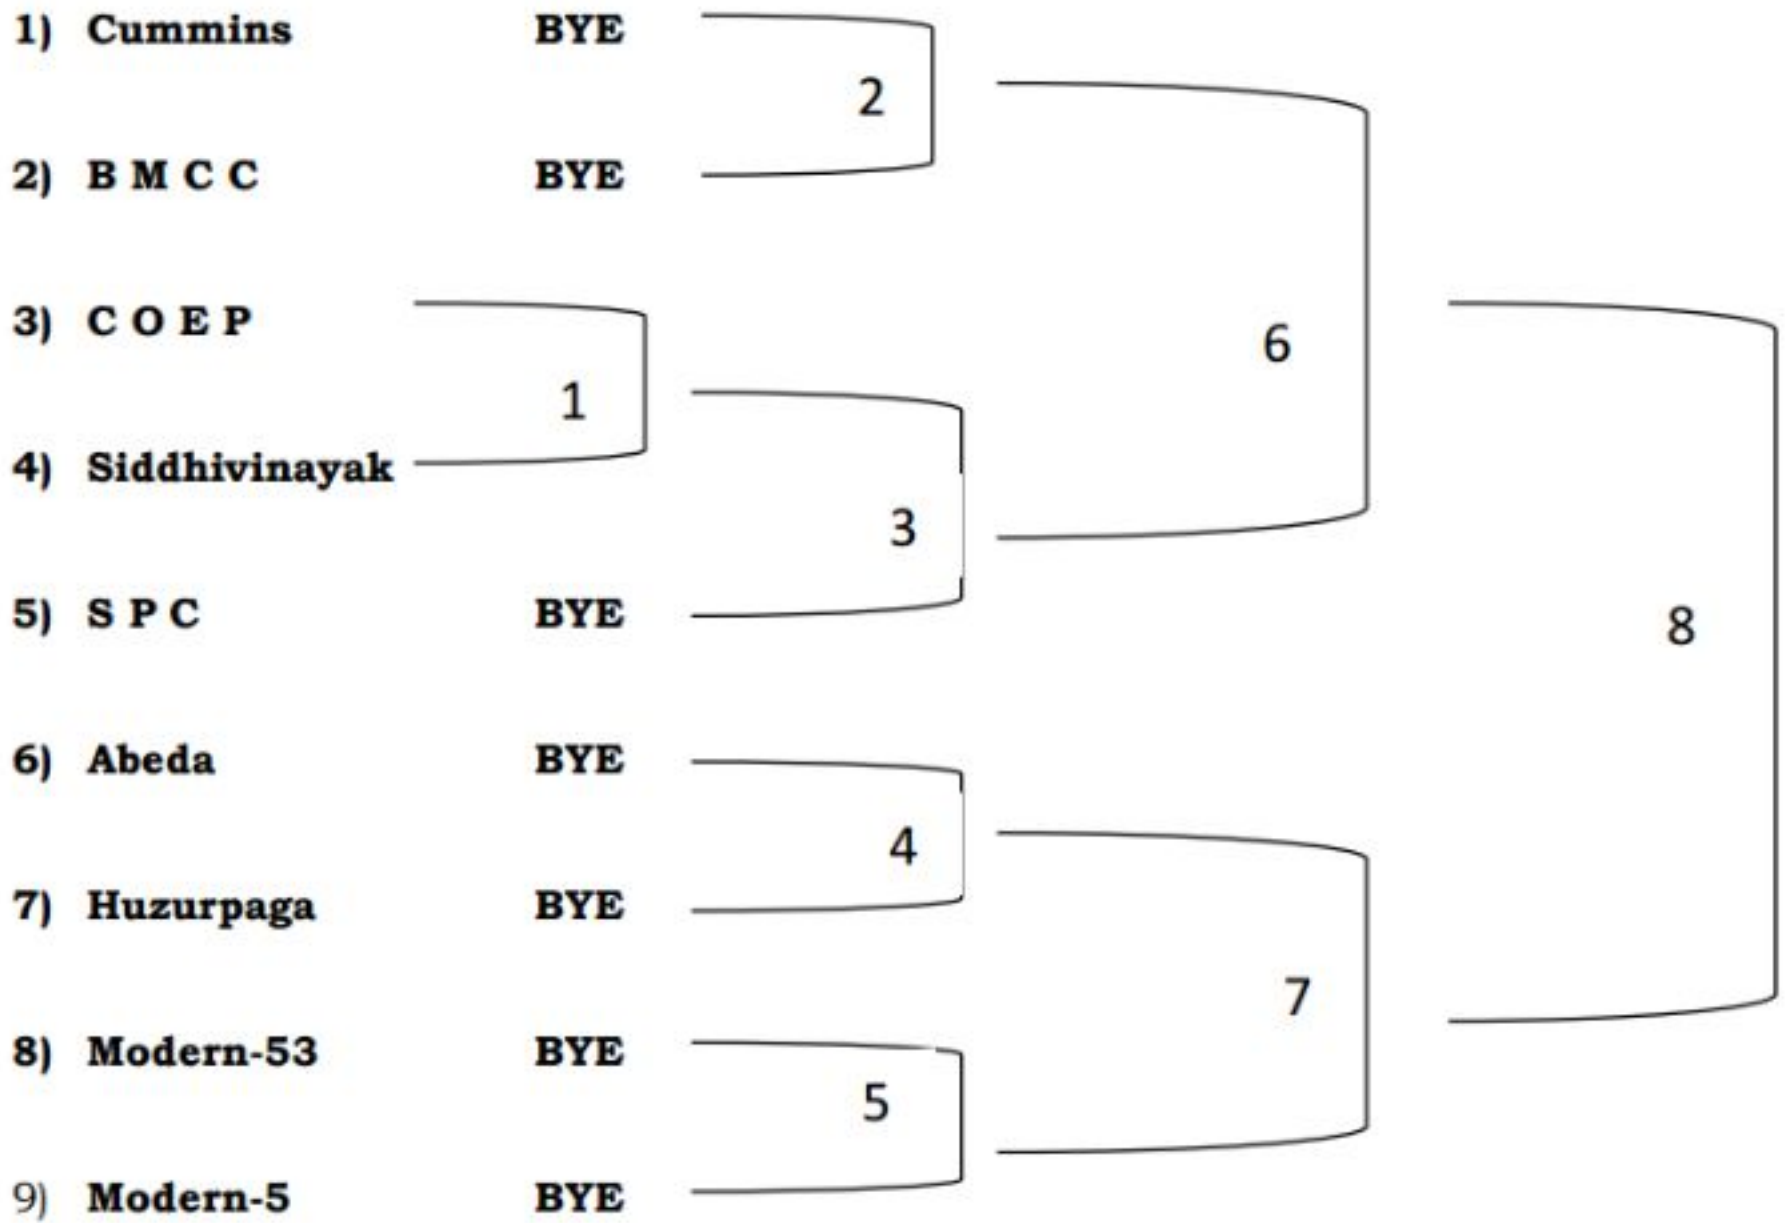 1) Cummins BYE
2
2) B M C C BYE
3) C O E P
6
1
4) Siddhivinayak
3
5) S P C BYE
8
6) Abeda BYE
4
7) Huzurpaga BYE
7
8) Modern-53 BYE
5
9) Modern-5 BYE